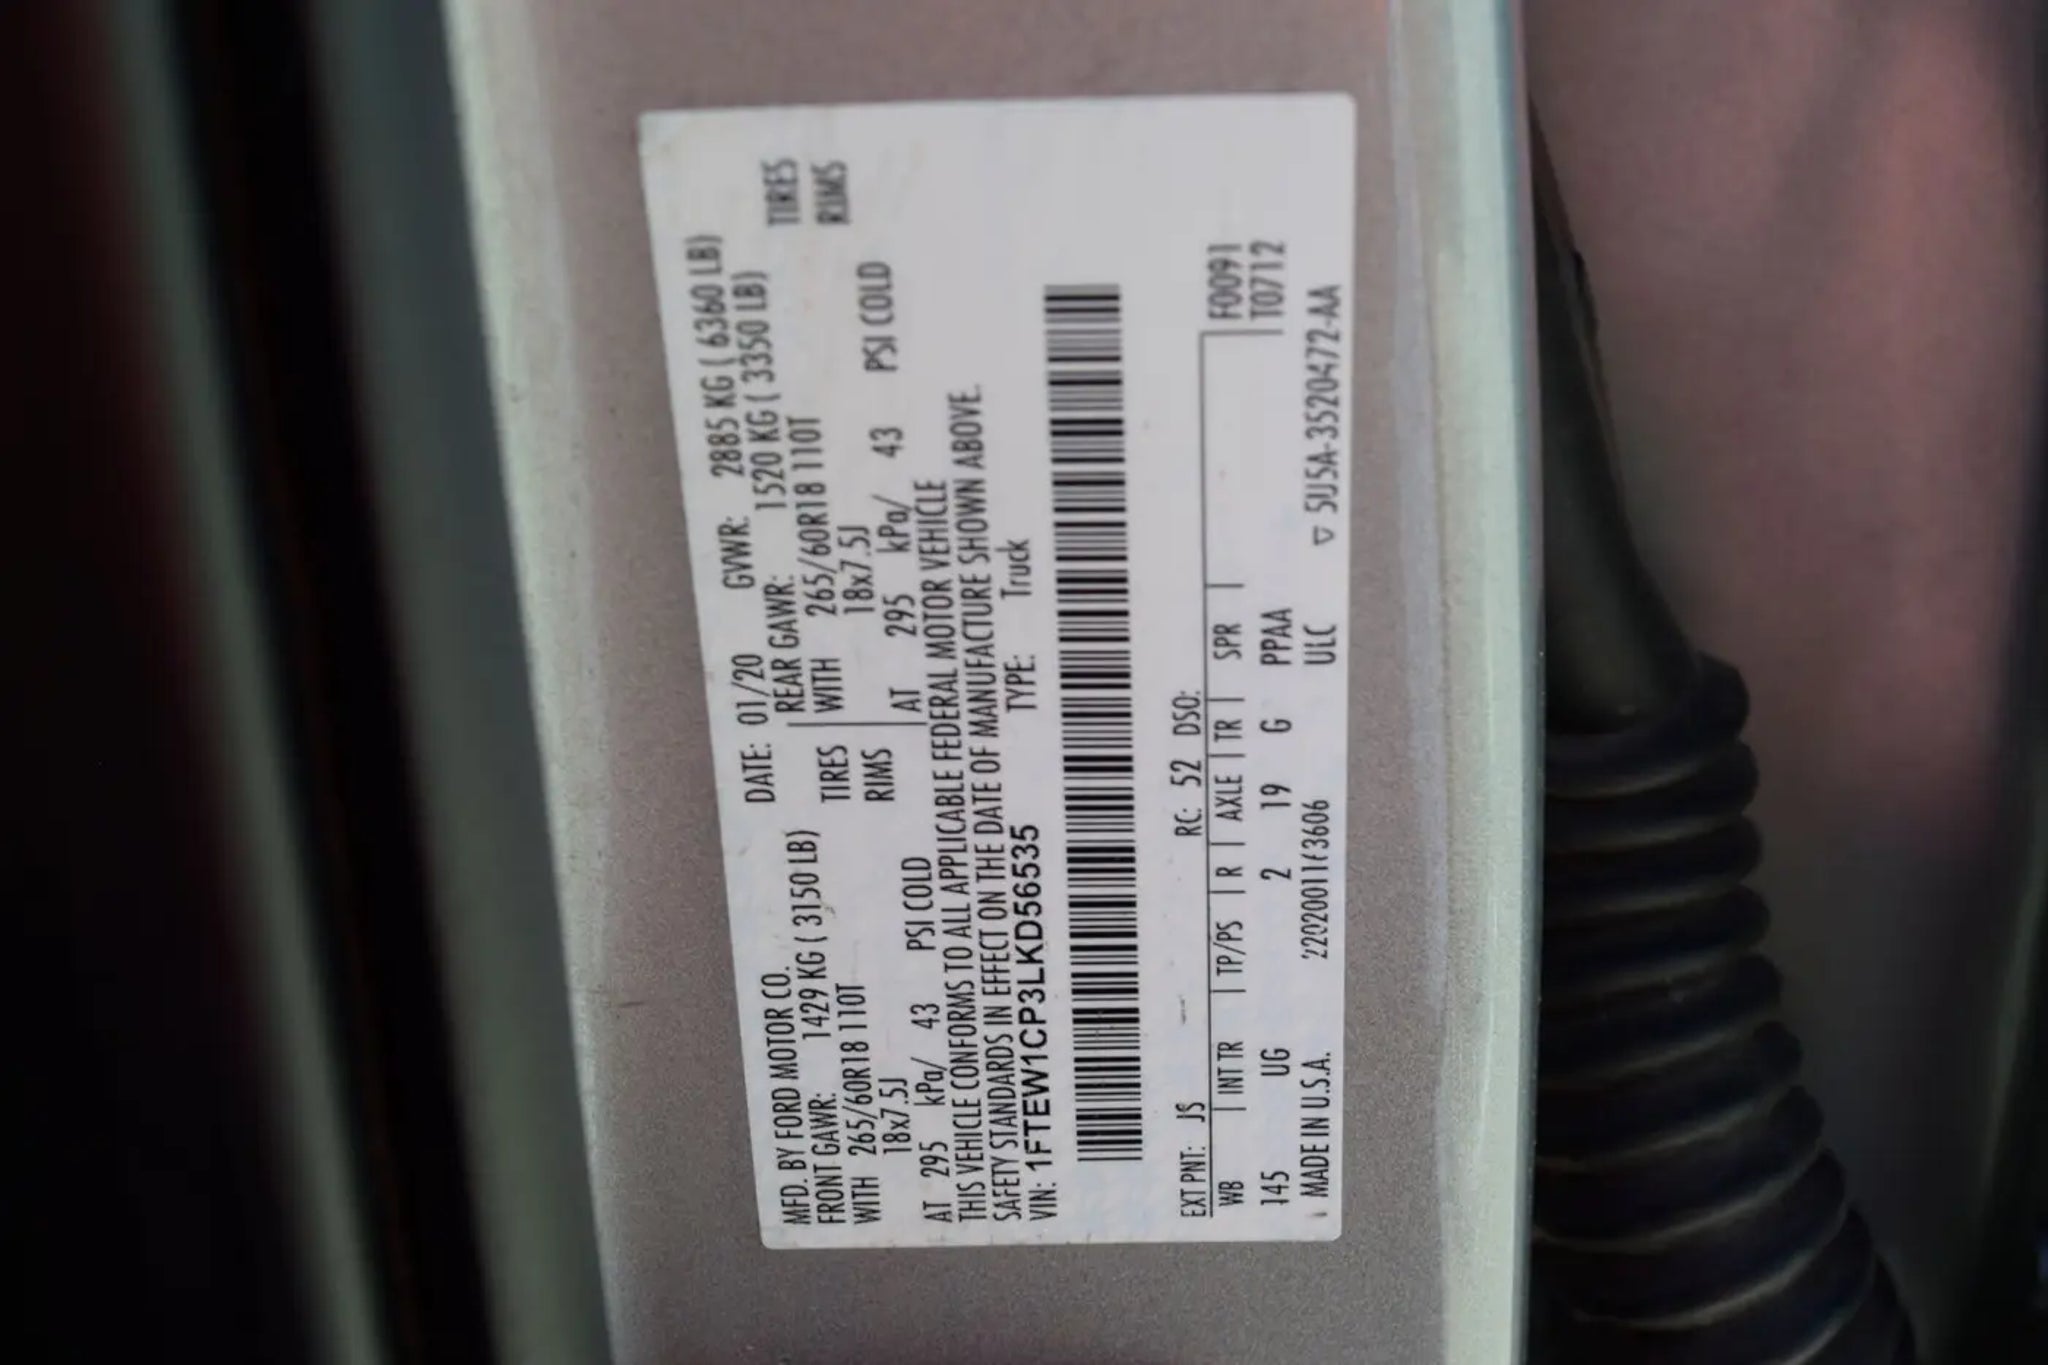 MFD. BY FORD MOTOR CO. DATE: 01/20 GVWR: 2885 KG ( 6360 LB)
FRONT GAWR: 1429 KG ( 3150 LB) REAR GAWR: 1520 KG ( 3350 LB)
WITH 265/60R18 110T TIRES WITH 265/60R18 110T TIRES
18x7.5J RIMS 18x7.5J RIMS
AT 295 kPa/ 43 PSI COLD AT 295 kPa/ 43 PSI COLD
THIS VEHICLE CONFORMS TO ALL APPLICABLE FEDERAL MOTOR VEHICLE
SAFETY STANDARDS IN EFFECT ON THE DATE OF MANUFACTURE SHOWN ABOVE.
VIN: 1FTEW1CP3LKD56535 TYPE: Truck
EXT PNT: JS RC: 52 DSO:
WB INT TR TP/PS R AXLE TR SPR F0091
145 UG 2 19 G PPAA T0712
MADE IN U.S.A. ULC ▽ 5U5A-3520472-AA